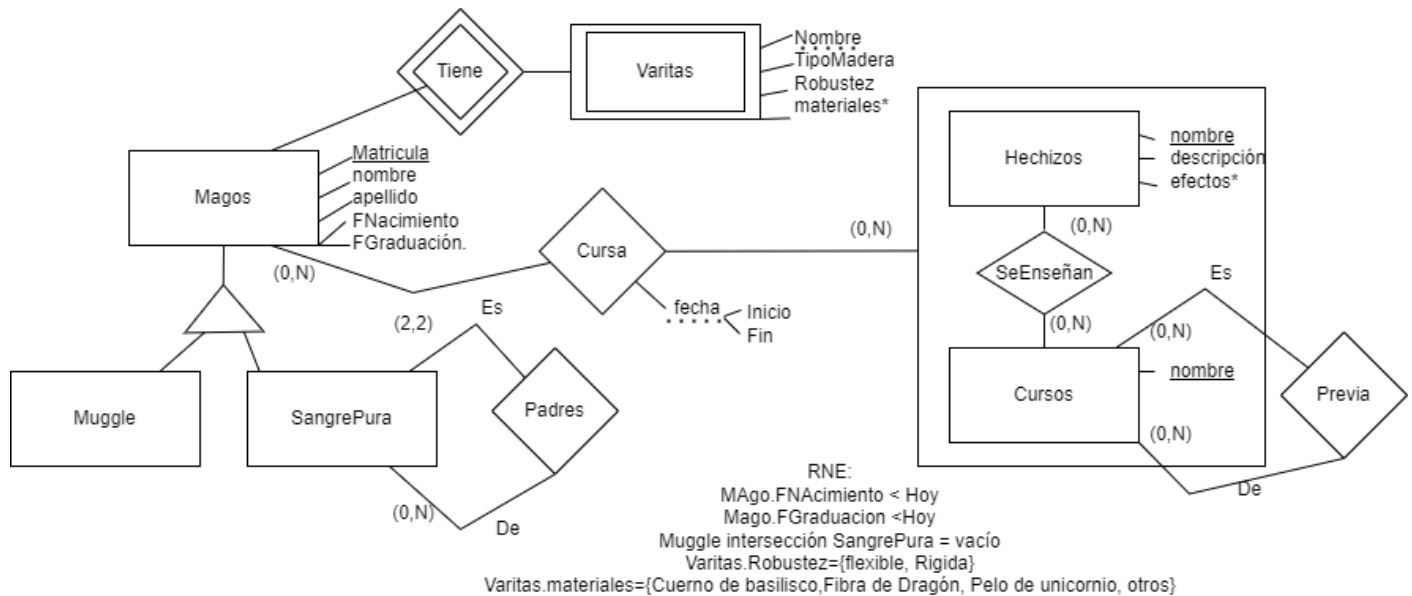 Tiene
Varitas
Nombre
TipoMadera
Robustez
materiales*
Magos
Matricula
nombre
apellido
FNacimiento
FGraduación.
Hechizos
nombre
descripción
efectos*
(0,N)
Cursa
(0,N)
(0,N)
SeEnseñan
(0,N)
fecha
Inicio
Fin
Es
(2,2)
Es
(0,N)
Muggle
SangrePura
Padres
Cursos
nombre
Previa
(0,N)
(0,N)
De
De
RNE:
MAgo.FNAcimiento < Hoy
Mago.FGraduacion <Hoy
Muggle intersección SangrePura = vacío
Varitas.Robustez={flexible, Rigida}
Varitas.materiales={Cuerno de basilisco,Fibra de Dragón, Pelo de unicornio, otros}